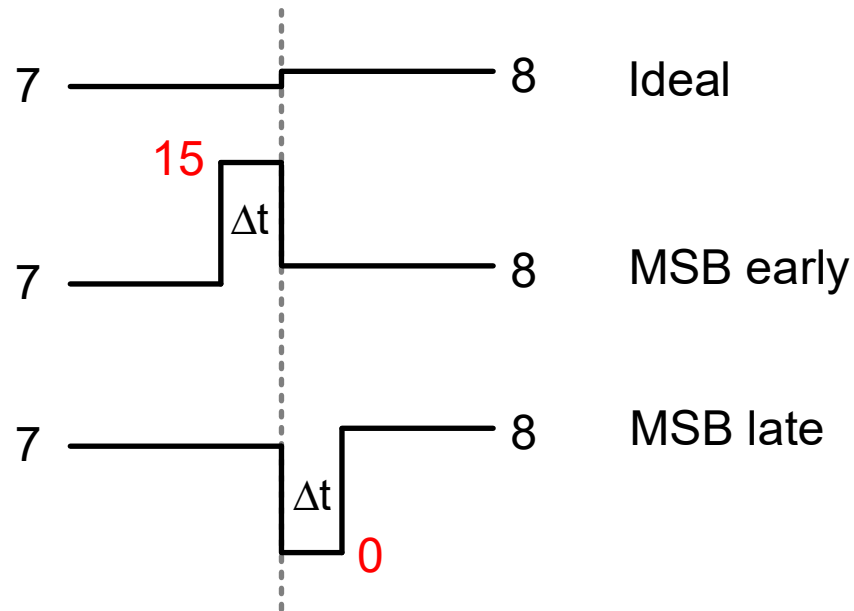 7 8 Ideal
15
Δt
7 8 MSB early
7 8 MSB late
Δt
0